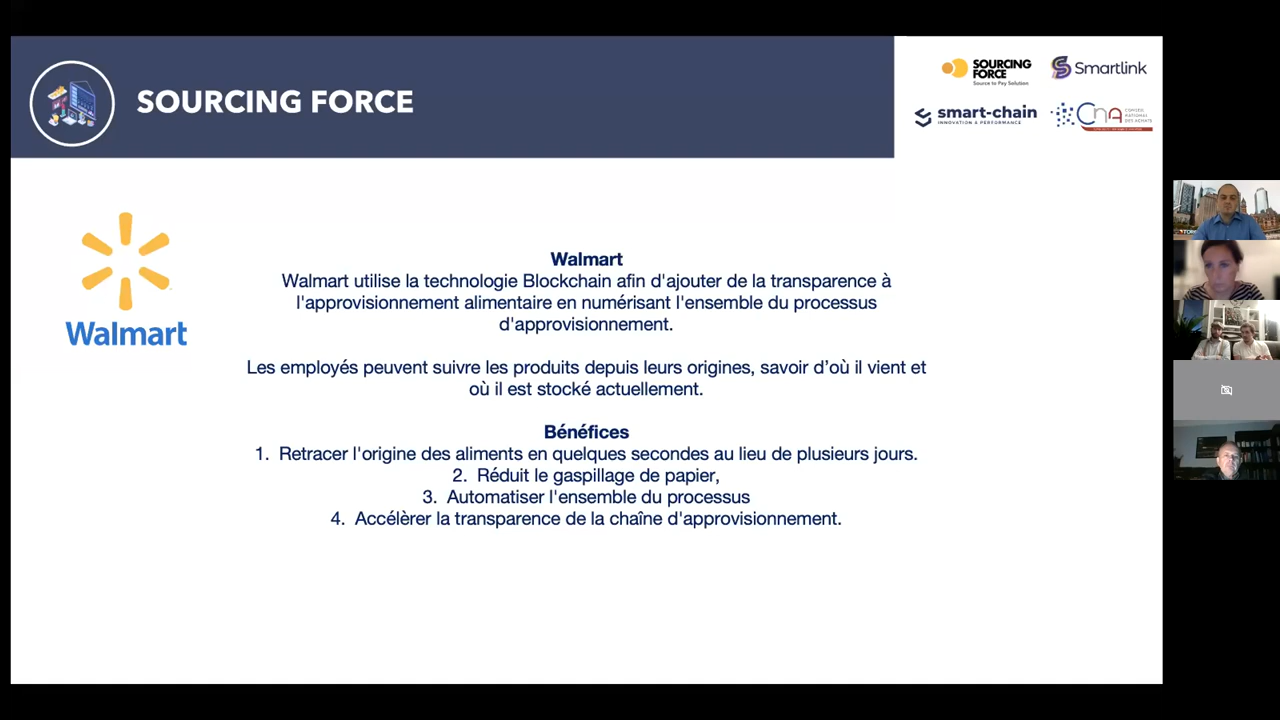 SOURCING FORCE
SOURCING
FORCE
Source to Pay Solution
Smartlink
smart-chain
INNOVATION & PERFORMANCE
CNA
CONSEIL
NATIONAL
DES ACHATS
Walmart
Walmart
Walmart utilise la technologie Blockchain afin d'ajouter de la transparence à
l'approvisionnement alimentaire en numérisant l'ensemble du processus
d'approvisionnement.
Les employés peuvent suivre les produits depuis leurs origines, savoir d’où il vient et
où il est stocké actuellement.
Bénéfices
1. Retracer l'origine des aliments en quelques secondes au lieu de plusieurs jours.
2. Réduit le gaspillage de papier,
3. Automatiser l'ensemble du processus
4. Accélèrer la transparence de la chaîne d'approvisionnement.